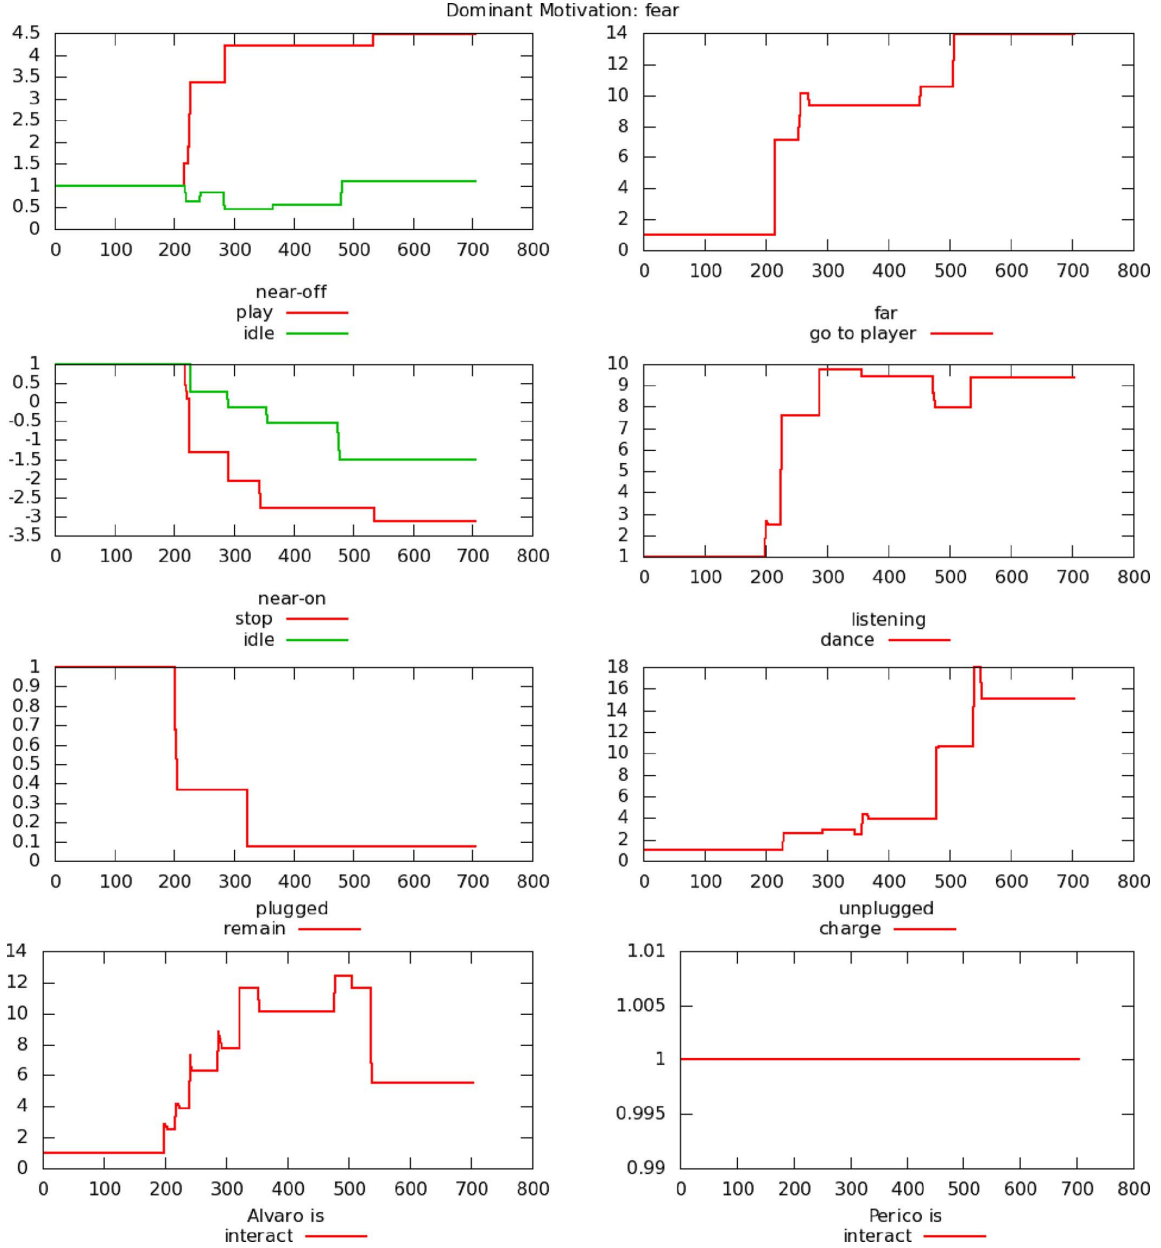 Dominant Motivation: fear
4.5
4
3.5
3
2.5
2
1.5
1
0.5
0
0 100 200 300 400 500 600 700 800
near-off
play
idle
14
12
10
8
6
4
2
0
0 100 200 300 400 500 600 700 800
far
go to player
1
0.5
0
-0.5
-1
-1.5
-2
-2.5
-3
-3.5
0 100 200 300 400 500 600 700 800
near-on
stop
idle
10
9
8
7
6
5
4
3
2
1
0 100 200 300 400 500 600 700 800
listening
dance
1
0.9
0.8
0.7
0.6
0.5
0.4
0.3
0.2
0.1
0
0 100 200 300 400 500 600 700 800
plugged
remain
18
16
14
12
10
8
6
4
2
0
0 100 200 300 400 500 600 700 800
unplugged
charge
14
12
10
8
6
4
2
0
0 100 200 300 400 500 600 700 800
Alvaro is
interact
1.01
1.005
1
0.995
0.99
0 100 200 300 400 500 600 700 800
Perico is
interact